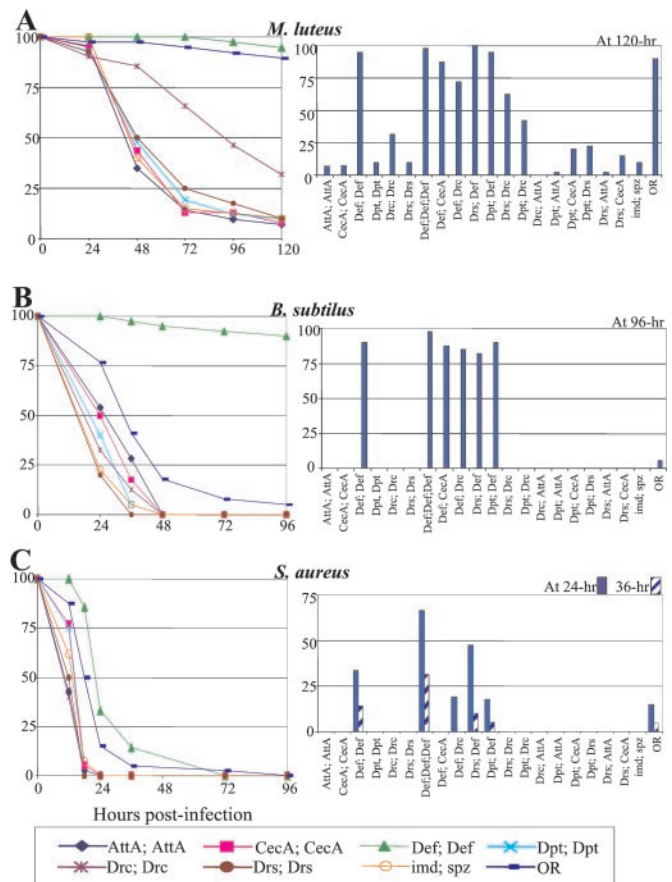 A
M. luteus
100
75
50
25
0
0 24 48 72 96 120
At 120-hr
100
75
50
25
0
AttA; AttA
CecA; CecA
Def; Def
Dpt, Dpt
Drc; Drc
Drs; Drs
Def;Def;Def
Def; CecA
Def; Drc
Drs; Def
Dpt; Def
Drs; Drc
Dpt; Drc
Drc; AttA
Dpt; AttA
Dpt; CecA
Dpt; Drs
Drs; AttA
Drs; CecA
imd; spz
OR
B
B. subtilus
100
75
50
25
0
0 24 48 72 96
At 96-hr
100
75
50
25
0
AttA; AttA
CecA; CecA
Def; Def
Dpt, Dpt
Drc; Drc
Drs; Drs
Def;Def;Def
Def; CecA
Def; Drc
Drs; Def
Dpt; Def
Drs; Drc
Dpt; Drc
Drc; AttA
Dpt; AttA
Dpt; CecA
Dpt; Drs
Drs; AttA
Drs; CecA
imd; spz
OR
C
S. aureus
100
75
50
25
0
0 24 48 72 96
Hours post-infection
At 24-hr 36-hr
75
50
25
0
AttA; AttA
CecA; CecA
Def; Def
Dpt, Dpt
Drc; Drc
Drs; Drs
Def;Def;Def
Def; CecA
Def; Drc
Drs; Def
Dpt; Def
Drs; Drc
Dpt; Drc
Drc; AttA
Dpt; AttA
Dpt; CecA
Dpt; Drs
Drs; AttA
Drs; CecA
imd; spz
OR
AttA; AttA CecA; CecA Def; Def Dpt; Dpt
Drc; Drc Drs; Drs imd; spz OR